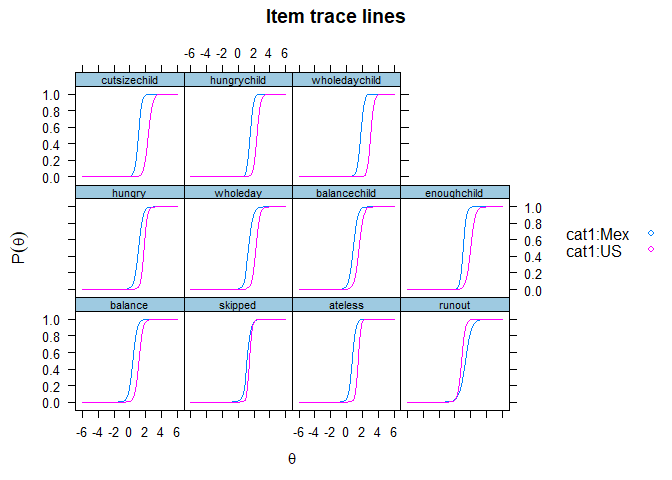 Item trace lines
-6 -4 -2 0 2 4 6
cutsizechild hungrychild wholedaychild
1.0
0.8
0.6
0.4
0.2
0.0
hungry wholeday balancechild enoughchild
1.0
0.8
0.6
0.4
0.2
0.0
P(θ)
cat1:Mex
cat1:US
balance skipped ateless runout
1.0
0.8
0.6
0.4
0.2
0.0
-6 -4 -2 0 2 4 6 -6 -4 -2 0 2 4 6
θ